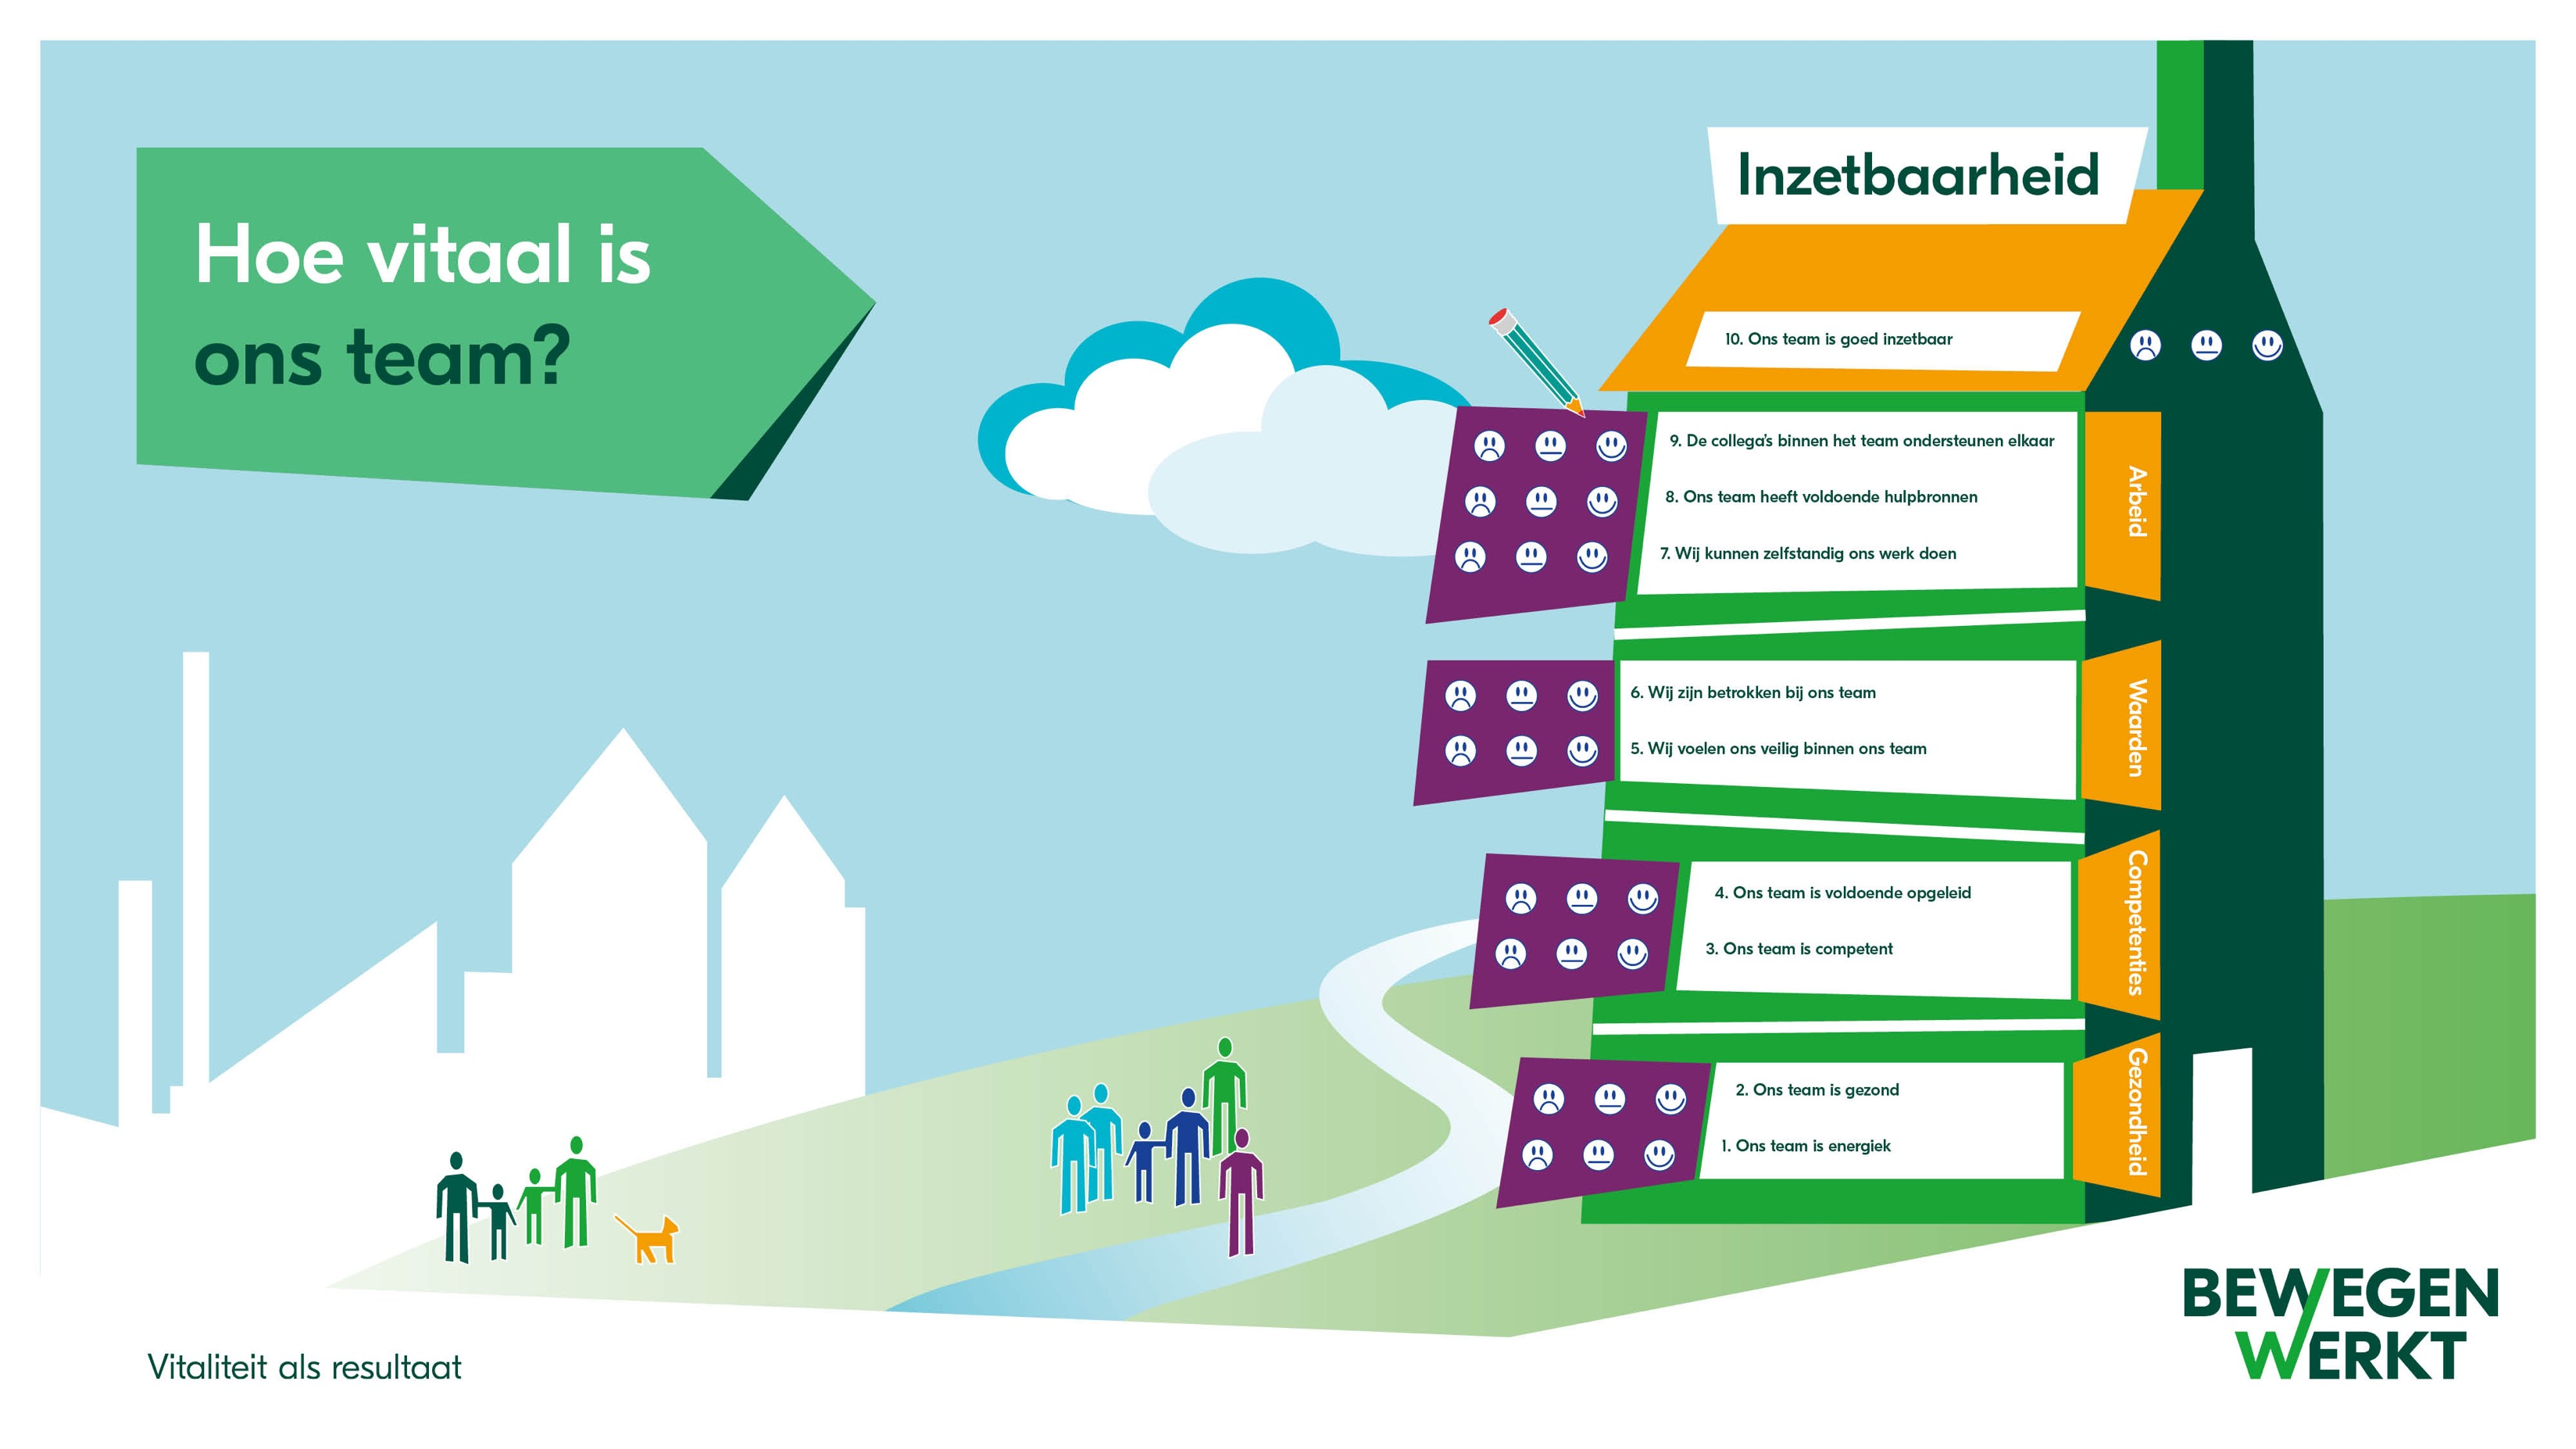 Hoe vitaal is
ons team?
Inzetbaarheid
10. Ons team is goed inzetbaar
9. De collega's binnen het team ondersteunen elkaar
8. Ons team heeft voldoende hulpbronnen
7. Wij kunnen zelfstandig ons werk doen
Arbeid
6. Wij zijn betrokken bij ons team
5. Wij voelen ons veilig binnen ons team
Waarden
4. Ons team is voldoende opgeleid
3. Ons team is competent
Competenties
2. Ons team is gezond
1. Ons team is energiek
Gezondheid
Vitaliteit als resultaat
BEWEGEN
WERKT